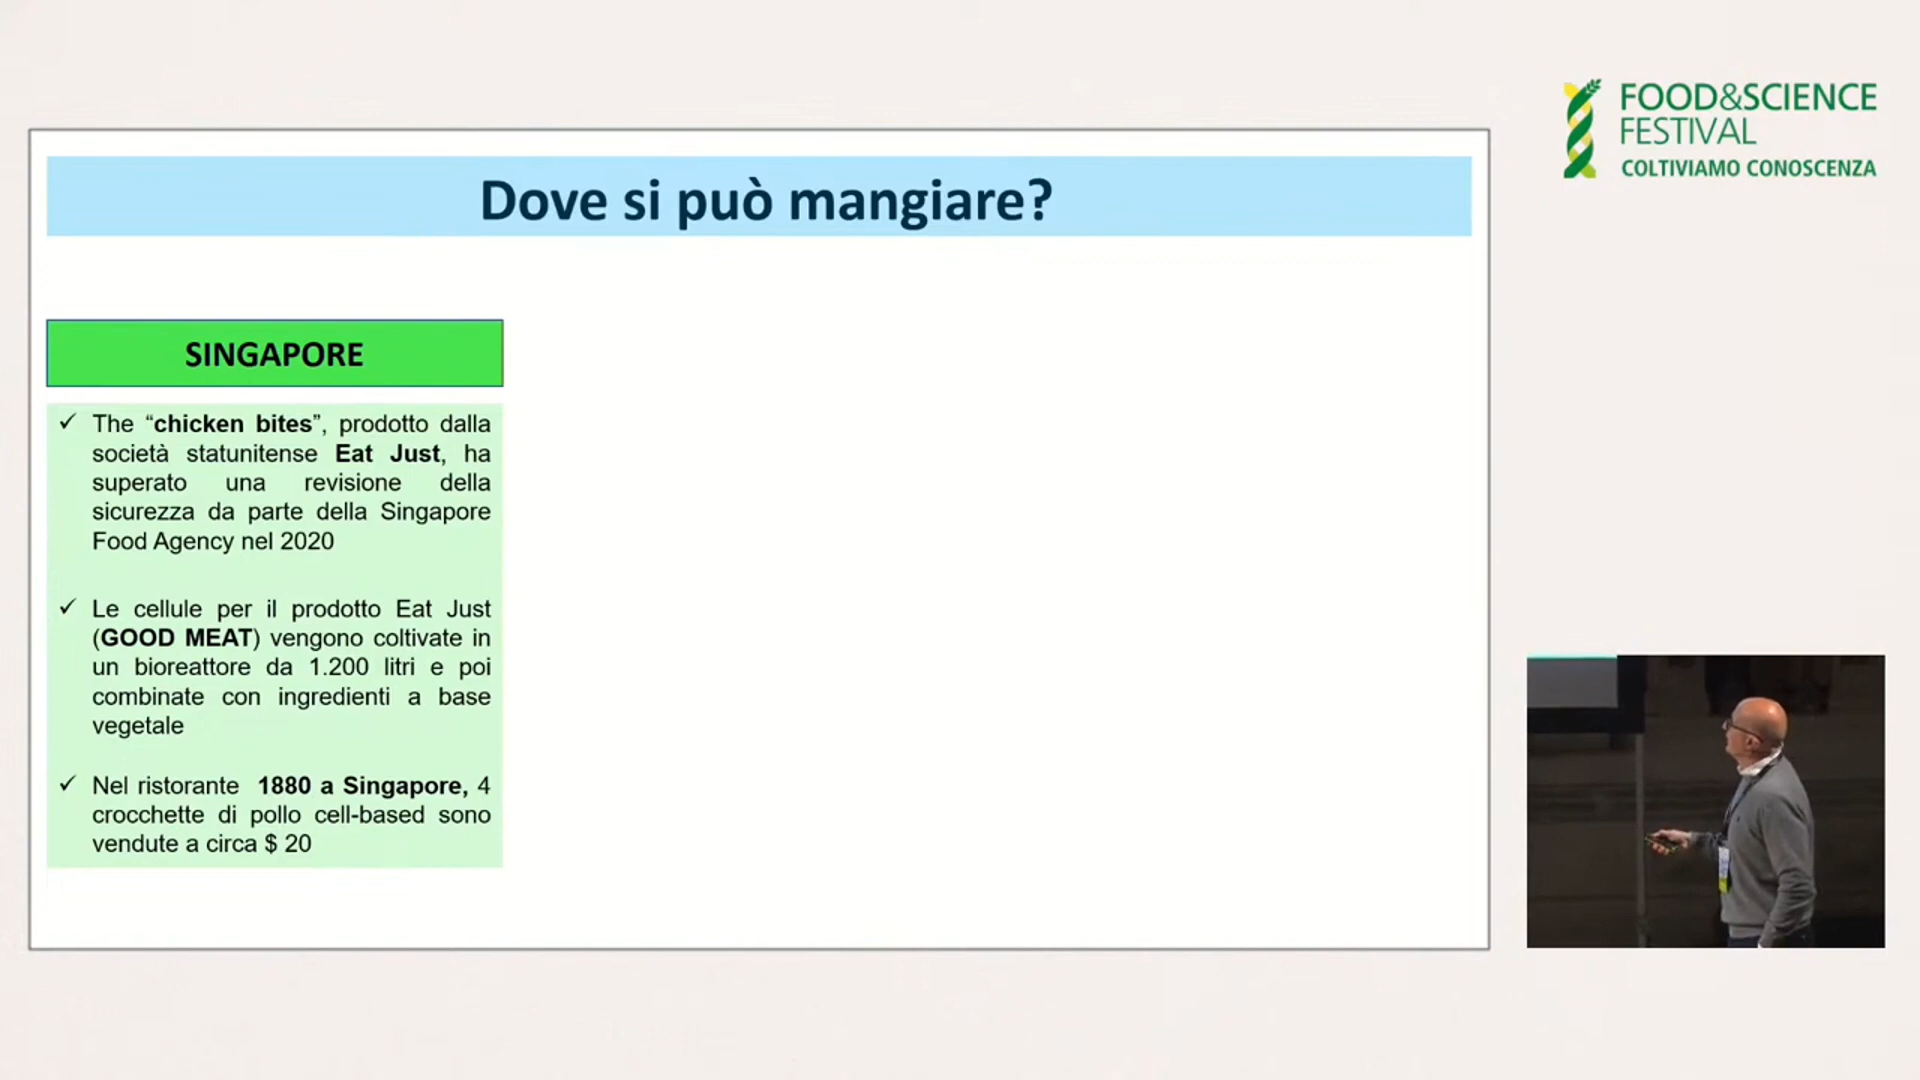 FOOD&SCIENCE
FESTIVAL
COLTIVIAMO CONOSCENZA
Dove si può mangiare?
SINGAPORE
✓ The “chicken bites”, prodotto dalla
società statunitense Eat Just, ha
superato una revisione della
sicurezza da parte della Singapore
Food Agency nel 2020
✓ Le cellule per il prodotto Eat Just
(GOOD MEAT) vengono coltivate in
un bioreattore da 1.200 litri e poi
combinate con ingredienti a base
vegetale
✓ Nel ristorante 1880 a Singapore, 4
crocchette di pollo cell-based sono
vendute a circa $ 20